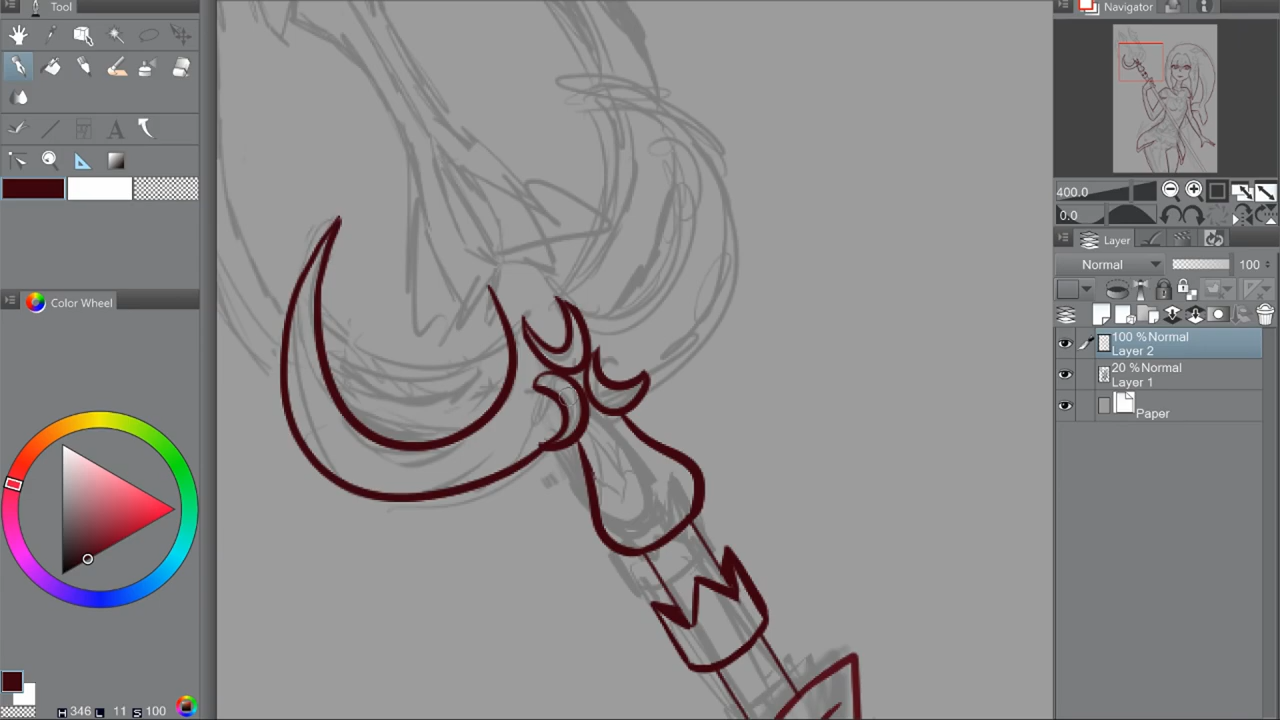 Tool
Navigator
400.0
0.0
Layer
Normal
100
100 %Normal
Layer 2
20 %Normal
Layer 1
Paper
Color Wheel
H 346 L 11 S 100